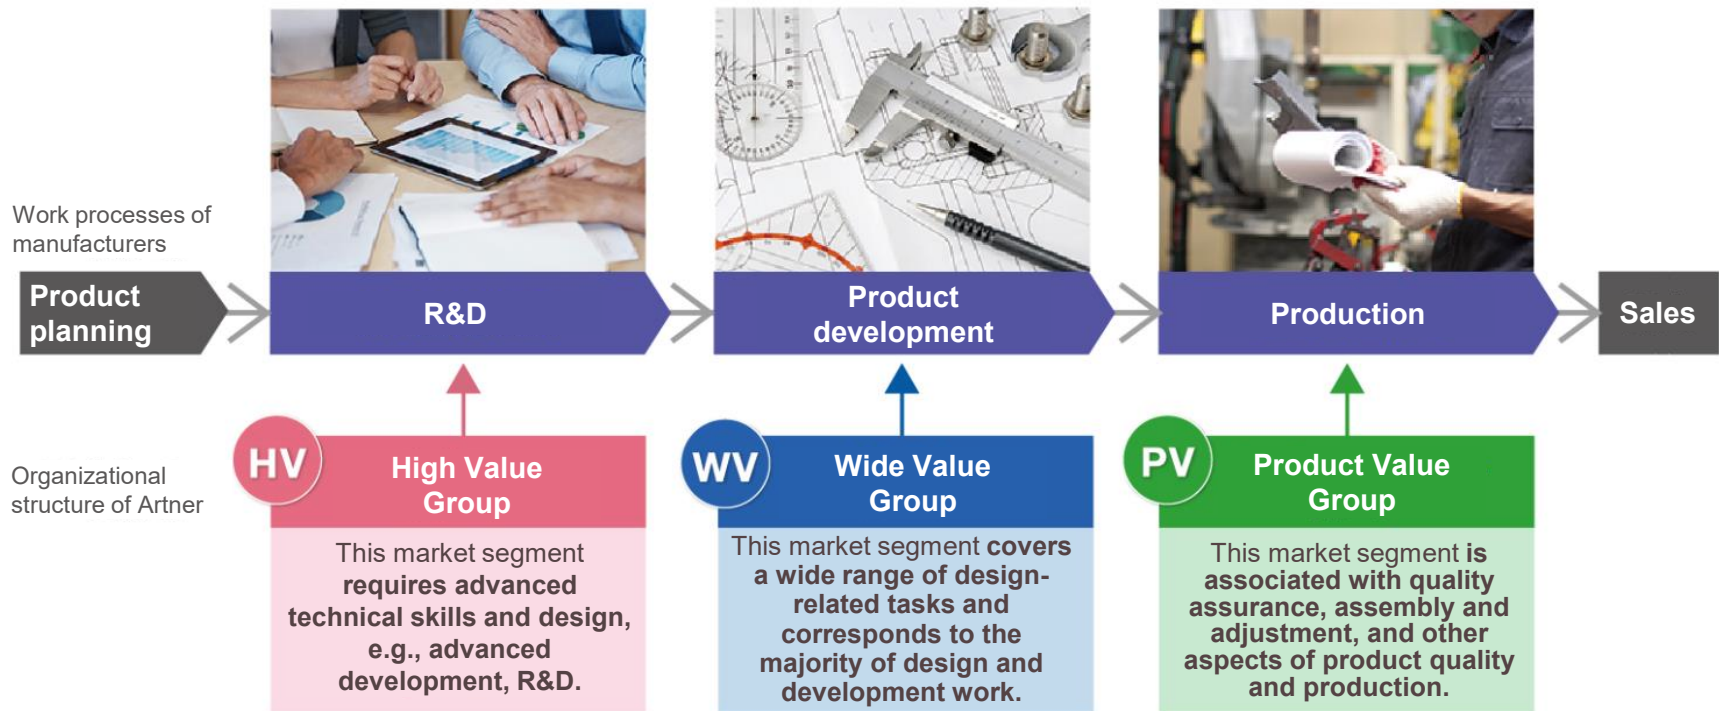 Work processes of
manufacturers
Product
planning
R&D
Product
development
Production
Sales
Organizational
structure of Artner
HV
High Value
Group
This market segment
requires advanced
technical skills and design,
e.g., advanced
development, R&D.
WV
Wide Value
Group
This market segment covers
a wide range of design-
related tasks and
corresponds to the
majority of design and
development work.
PV
Product Value
Group
This market segment is
associated with quality
assurance, assembly and
adjustment, and other
aspects of product quality
and production.